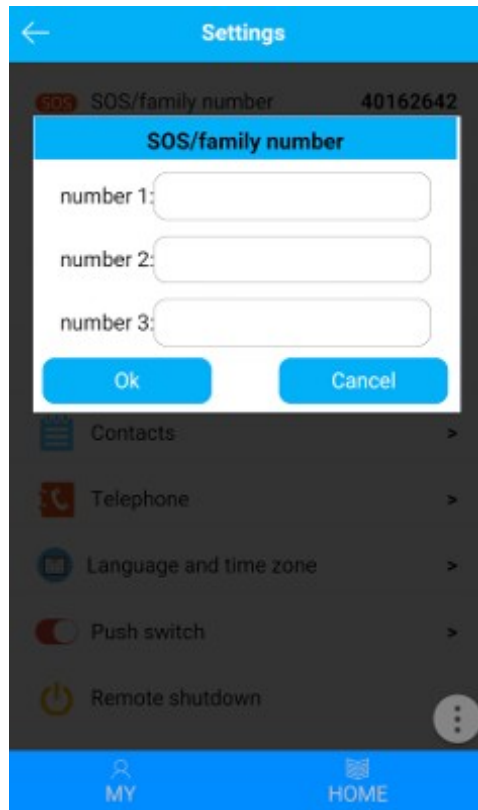 Settings
SOS SOS/family number 40162642
SOS/family number
number 1:
number 2:
number 3:
Ok Cancel
Contacts >
Telephone >
Language and time zone >
Push switch >
Remote shutdown
MY HOME